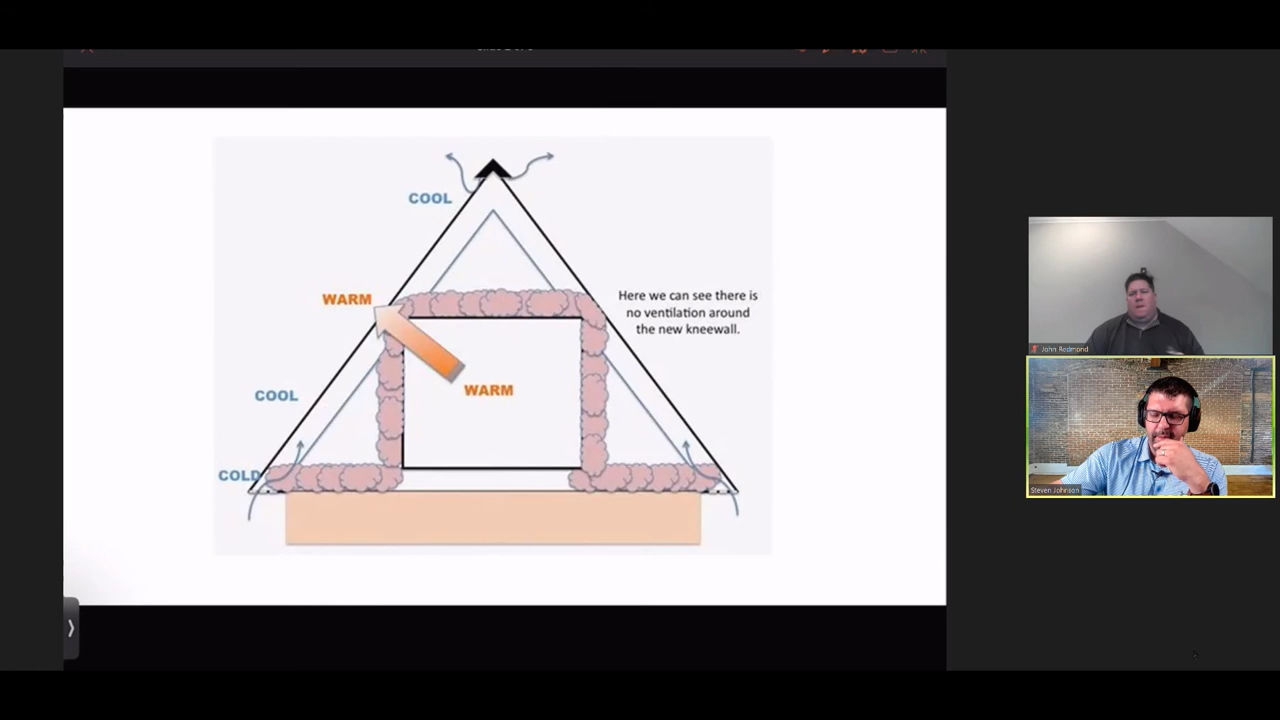 COOL
WARM
Here we can see there is
no ventilation around
the new kneewall.
WARM
COOL
COLD
John Redmond
Steven Johnson